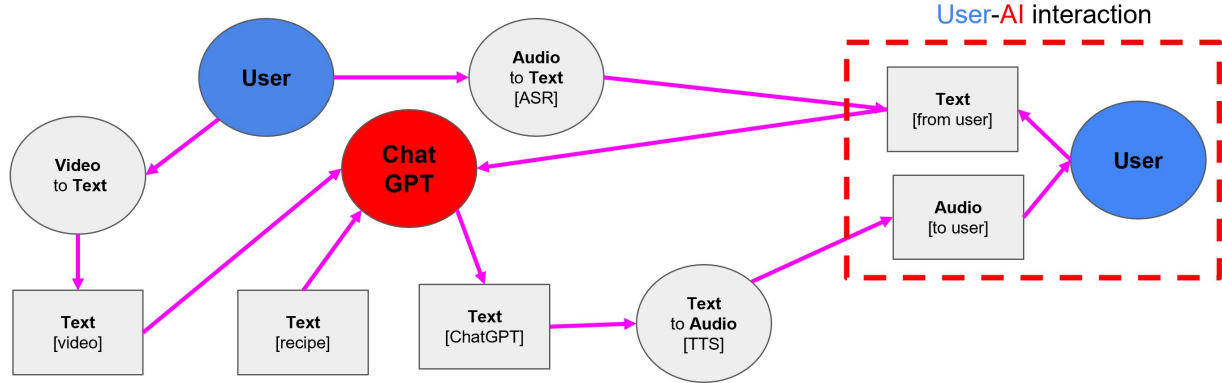 User-AI interaction
User
Audio
to Text
[ASR]
Text
[from user]
Chat
GPT
User
Video
to Text
Audio
[to user]
Text
[video]
Text
[recipe]
Text
[ChatGPT]
Text
to Audio
[TTS]